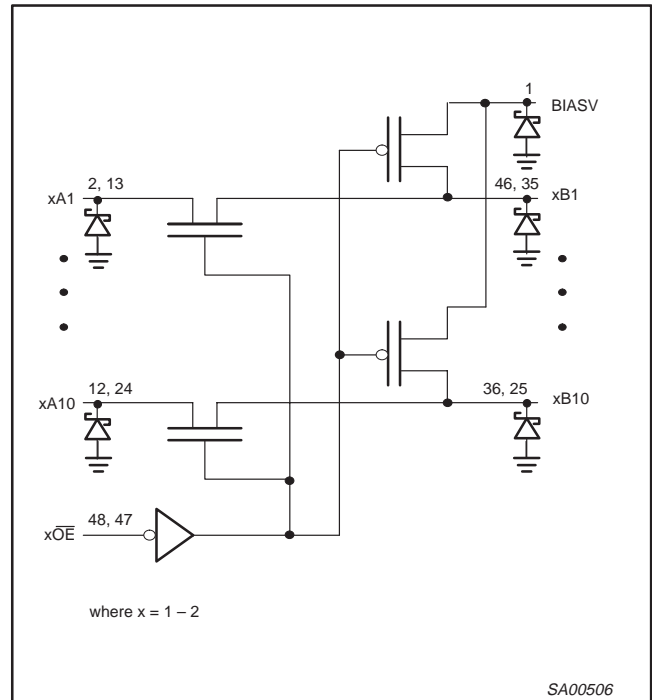 1
BIASV
xA1
2, 13
46, 35
xB1
xA10
12, 24
36, 25
xB10
xO̅E̅
48, 47
where x = 1 – 2
SA00506